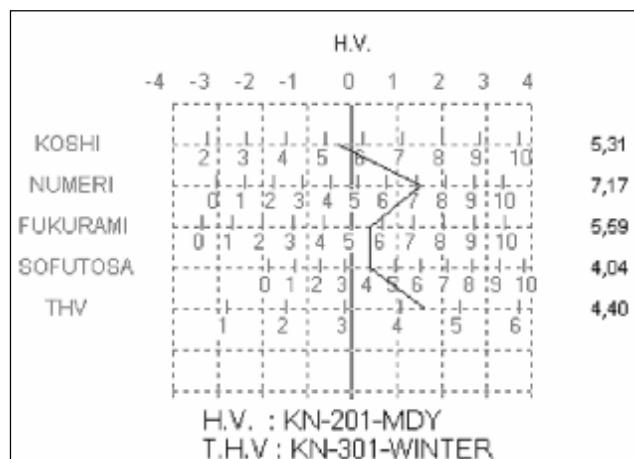 H.V.
-4 -3 -2 -1 0 1 2 3 4
KOSHI 2 3 4 5 6 7 8 9 10 5,31
NUMERI 0 1 2 3 4 5 6 7 8 9 10 7,17
FUKURAMI 0 1 2 3 4 5 6 7 8 9 10 5,59
SOFUTOSA 0 1 2 3 4 5 6 7 8 9 10 4,04
THV 1 2 3 4 5 6 4,40
H.V. : KN-201-MDY
T.H.V : KN-301-WINTER